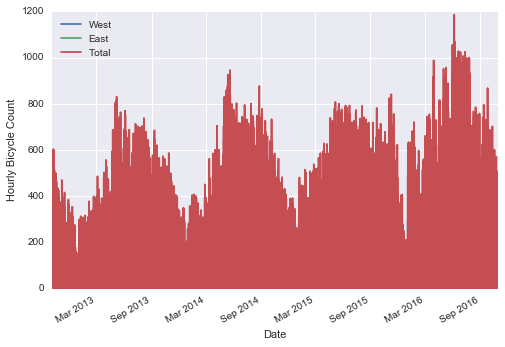 1200
1000
800
600
400
200
0
Hourly Bicycle Count
West
East
Total
Mar 2013
Sep 2013
Mar 2014
Sep 2014
Mar 2015
Sep 2015
Mar 2016
Sep 2016
Date